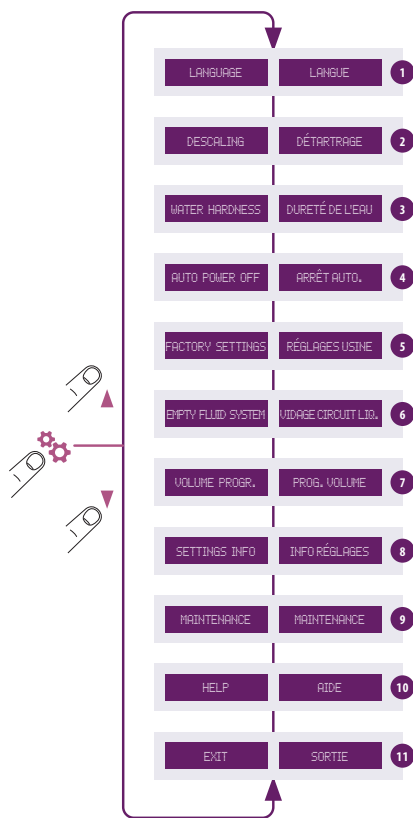 LANGUAGE LANGUE 1
DESCALING DÉTARTRAGE 2
WATER HARDNESS DURETÉ DE L'EAU 3
AUTO POWER OFF ARRÊT AUTO. 4
FACTORY SETTINGS RÉGLAGES USINE 5
EMPTY FLUID SYSTEM VIDAGE CIRCUIT LIQ. 6
VOLUME PROGR. PROG. VOLUME 7
SETTINGS INFO INFO RÉGLAGES 8
MAINTENANCE MAINTENANCE 9
HELP AIDE 10
EXIT SORTIE 11